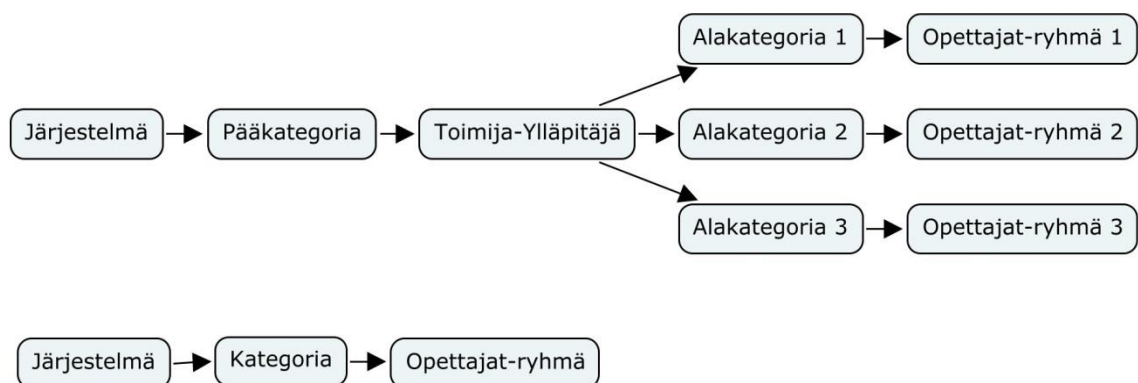 Alakategoria 1
Opettajat-ryhmä 1
Järjestelmä
Pääkategoria
Toimija-Ylläpitäjä
Alakategoria 2
Opettajat-ryhmä 2
Alakategoria 3
Opettajat-ryhmä 3
Järjestelmä
Kategoria
Opettajat-ryhmä